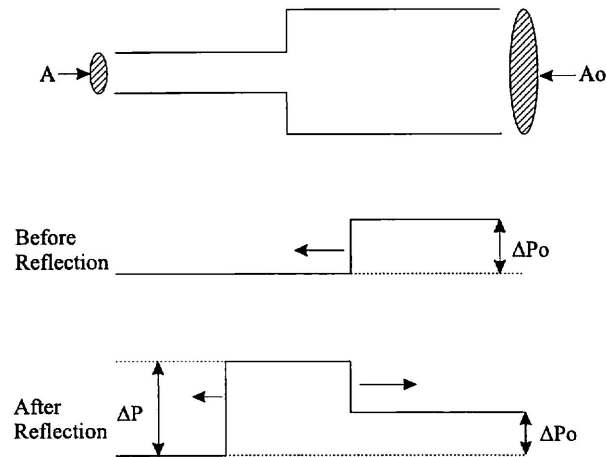 A
Ao
Before
Reflection
ΔPo
After
Reflection
ΔP
ΔPo